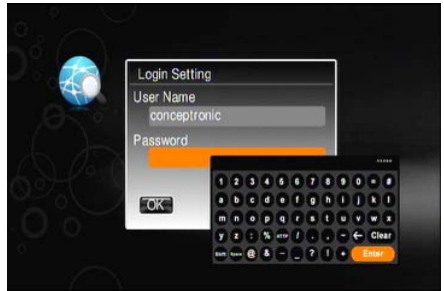 Login Setting
User Name
conceptronic
Password
OK
1 2 3 4 5 6 7 8 9 0 = #
a b c d e f g h i j k l
m n o p q r s t u v w x
y z : % HTTP / . , ~ ← Clear
Shift Space @ & - _ ? ! + Enter